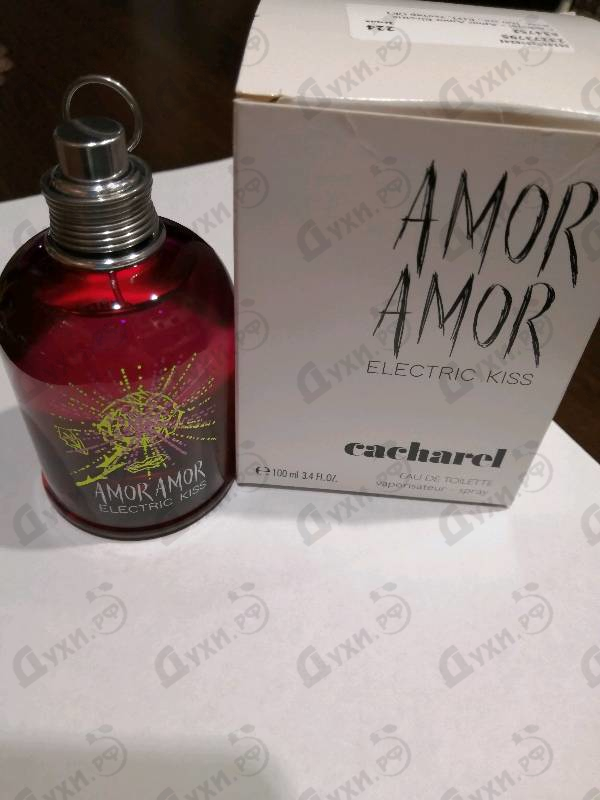 AMOR
AMOR
ELECTRIC KISS
cacharel
e 100 ml 3.4 FL.OZ.
EAU DE TOILETTE
vaporisateur - spray
AMOR AMOR
ELECTRIC KISS
224
ДУХИ.РФ